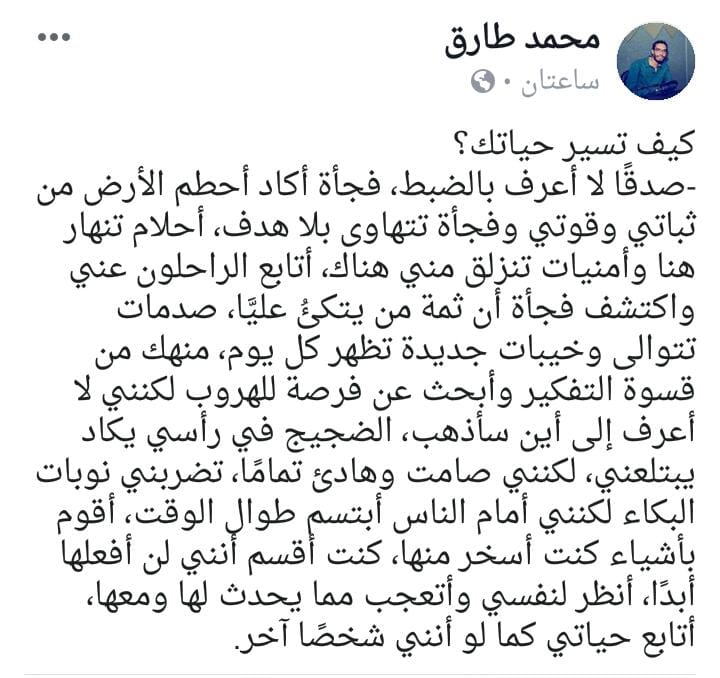 محمد طارق
ساعتان ·
كيف تسير حياتك؟
-صدقًا لا أعرف بالضبط، فجأة أكاد أحطم الأرض من
ثباتي وقوتي وفجأة تتهاوى بلا هدف، أحلام تنهار
هنا وأمنيات تنزلق مني هناك، أتابع الراحلون عني
واكتشف فجأة أن ثمة من يتكئُ عليَّا، صدمات
تتوالى وخيبات جديدة تظهر كل يوم، منهك من
قسوة التفكير وأبحث عن فرصة للهروب لكنني لا
أعرف إلى أين سأذهب، الضجيج في رأسي يكاد
يبتلعني، لكنني صامت وهادئ تمامًا، تضربني نوبات
البكاء لكنني أمام الناس أبتسم طوال الوقت، أقوم
بأشياء كنت أسخر منها، كنت أقسم أنني لن أفعلها
أبدًا، أنظر لنفسي وأتعجب مما يحدث لها ومعها،
أتابع حياتي كما لو أنني شخصًا آخر.